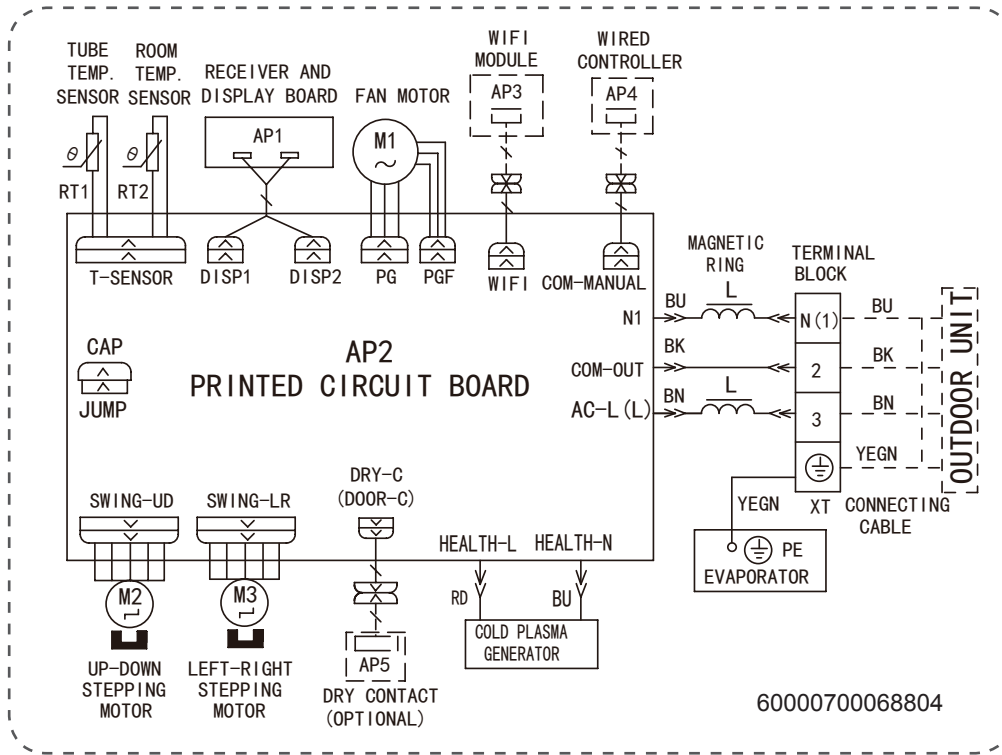 TUBE
TEMP.
SENSOR
ROOM
TEMP.
SENSOR
RECEIVER AND
DISPLAY BOARD
FAN MOTOR
WIFI
MODULE
WIRED
CONTROLLER
AP1
M1
AP3
AP4
θ
θ
RT1
RT2
T-SENSOR
DISP1
DISP2
PG
PGF
WIFI
COM-MANUAL
MAGNETIC
RING
TERMINAL
BLOCK
N1
BU
L
N(1)
BU
COM-OUT
BK
2
BK
AC-L(L)
BN
L
3
BN
YEGN
OUTDOOR UNIT
CAP
JUMP
AP2
PRINTED CIRCUIT BOARD
YEGN
XT
CONNECTING
CABLE
PE
EVAPORATOR
SWING-UD
SWING-LR
DRY-C
(DOOR-C)
HEALTH-L
HEALTH-N
M2
M3
RD
BU
COLD PLASMA
GENERATOR
AP5
UP-DOWN
STEPPING
MOTOR
LEFT-RIGHT
STEPPING
MOTOR
DRY CONTACT
(OPTIONAL)
60000700068804